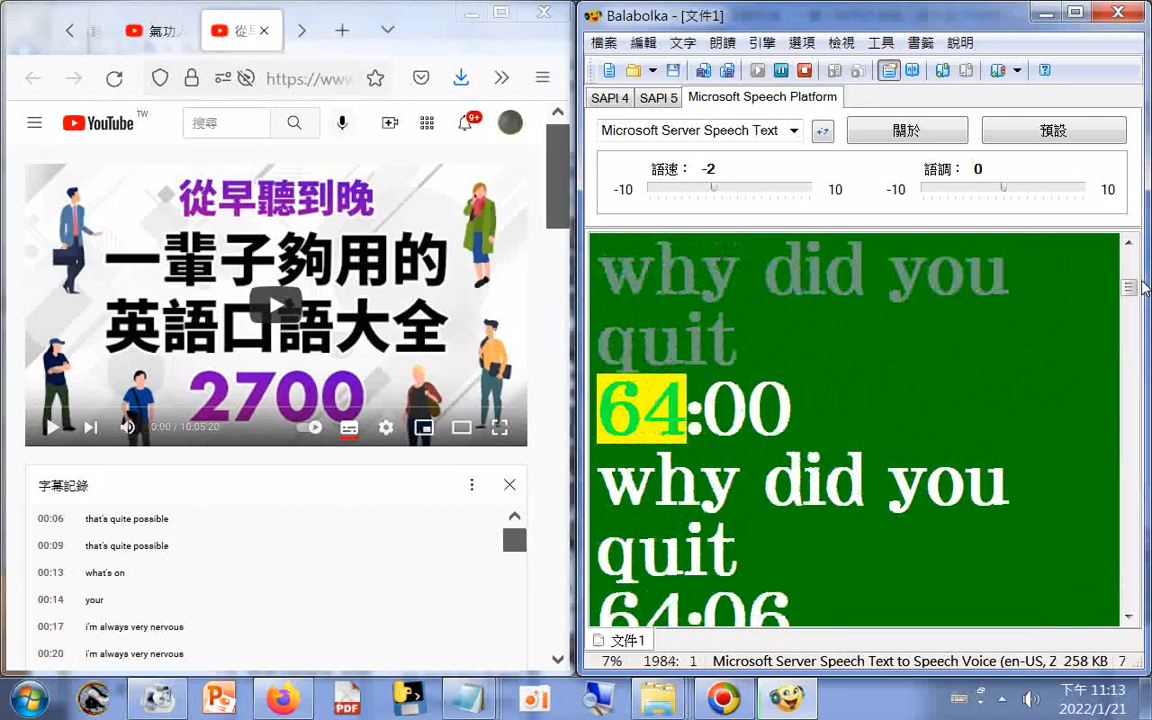 氣功
從
https://www
YouTube TW
搜尋
9+
從早聽到晚
一輩子夠用的
英語口語大全
2700
0:00 / 10:05:20
字幕記錄
00:06 that's quite possible
00:09 that's quite possible
00:13 what's on
00:14 your
00:17 i'm always very nervous
00:20 i'm always very nervous
Balabolka - [文件1]
檔案 編輯 文字 朗讀 引擎 選項 檢視 工具 書籤 說明
SAPI 4 SAPI 5 Microsoft Speech Platform
Microsoft Server Speech Text 關於 預設
語速： -2 語調： 0
-10 10 -10 10
why did you
quit
64:00
why did you
quit
64:06
文件1
7% 1984: 1 Microsoft Server Speech Text to Speech Voice (en-US, Z 258 KB 7
PDF
下午 11:13
2022/1/21